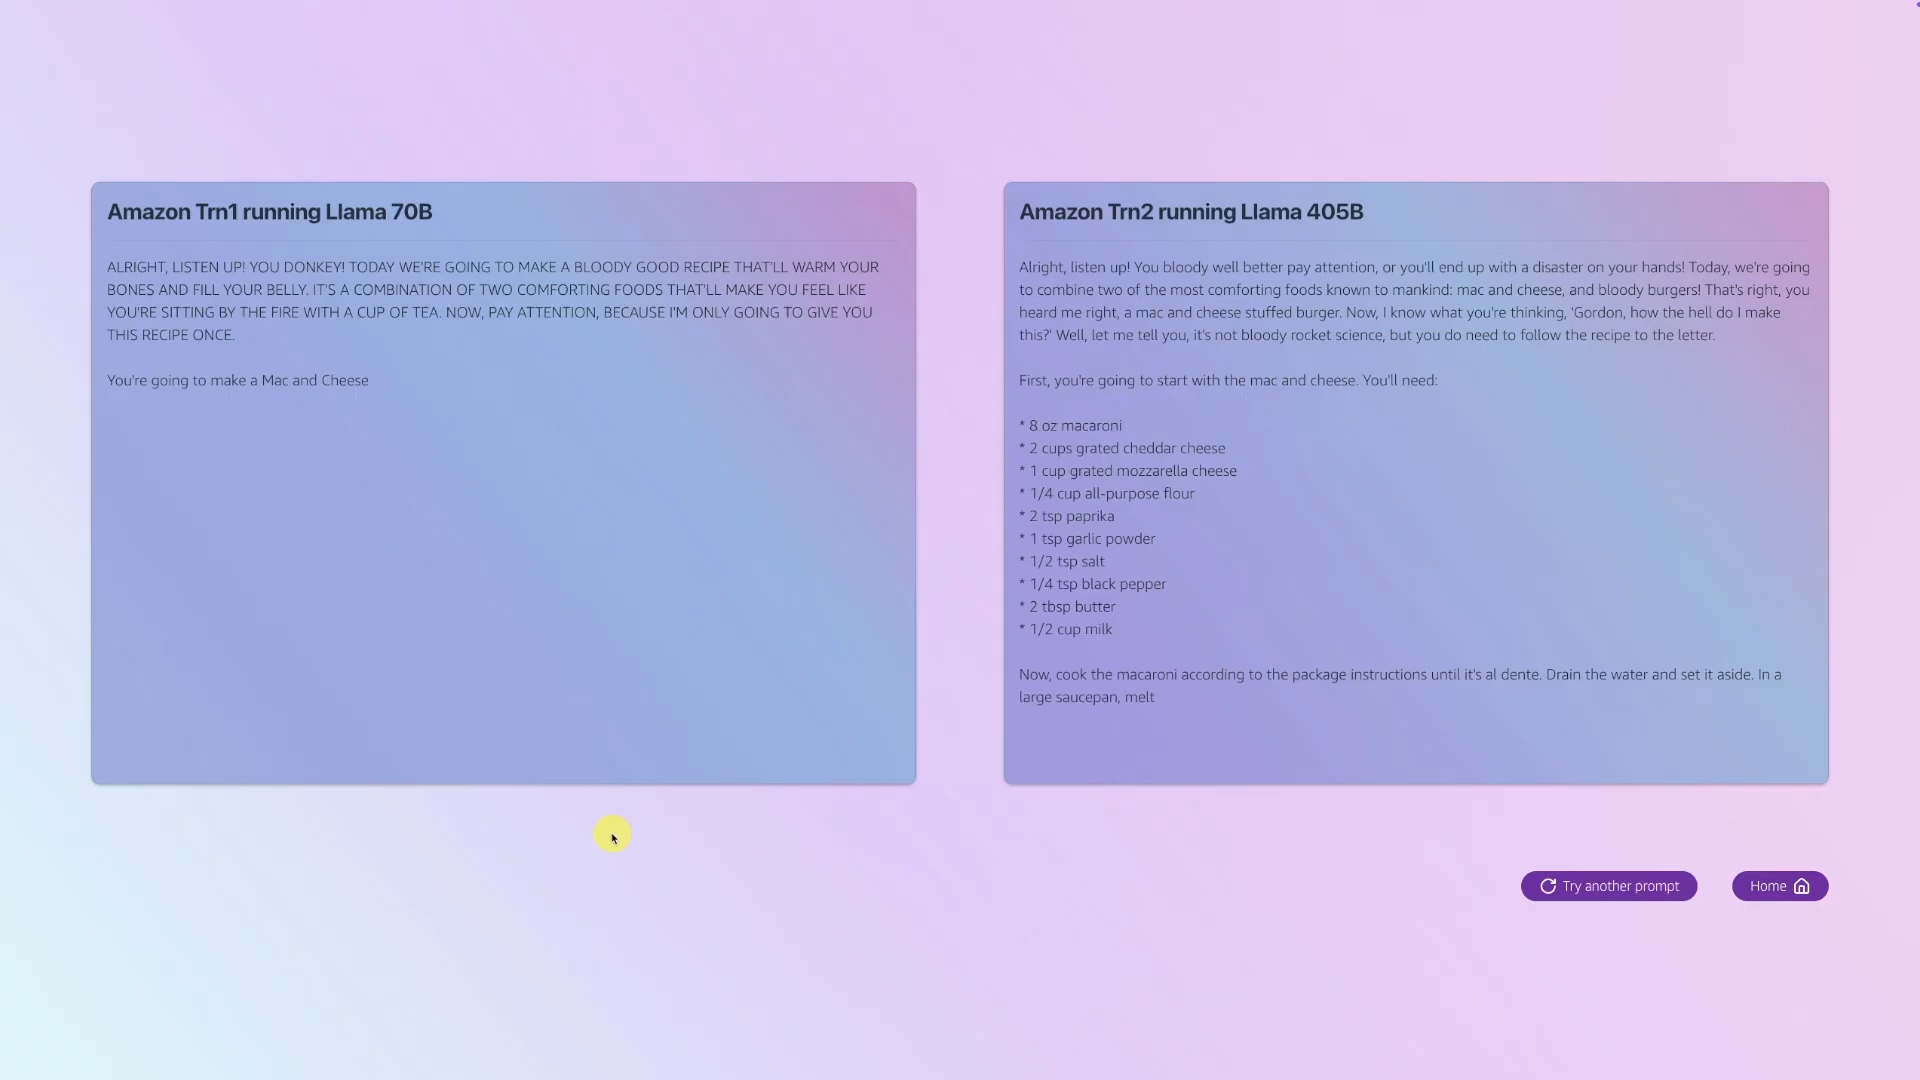 Amazon Trn1 running Llama 70B
ALRIGHT, LISTEN UP! YOU DONKEY! TODAY WE'RE GOING TO MAKE A BLOODY GOOD RECIPE THAT'LL WARM YOUR
BONES AND FILL YOUR BELLY. IT'S A COMBINATION OF TWO COMFORTING FOODS THAT'LL MAKE YOU FEEL LIKE
YOU'RE SITTING BY THE FIRE WITH A CUP OF TEA. NOW, PAY ATTENTION, BECAUSE I'M ONLY GOING TO GIVE YOU
THIS RECIPE ONCE.
You're going to make a Mac and Cheese
Amazon Trn2 running Llama 405B
Alright, listen up! You bloody well better pay attention, or you'll end up with a disaster on your hands! Today, we're going
to combine two of the most comforting foods known to mankind: mac and cheese, and bloody burgers! That's right, you
heard me right, a mac and cheese stuffed burger. Now, I know what you're thinking, 'Gordon, how the hell do I make
this?' Well, let me tell you, it's not bloody rocket science, but you do need to follow the recipe to the letter.
First, you're going to start with the mac and cheese. You'll need:
* 8 oz macaroni
* 2 cups grated cheddar cheese
* 1 cup grated mozzarella cheese
* 1/4 cup all-purpose flour
* 2 tsp paprika
* 1 tsp garlic powder
* 1/2 tsp salt
* 1/4 tsp black pepper
* 2 tbsp butter
* 1/2 cup milk
Now, cook the macaroni according to the package instructions until it's al dente. Drain the water and set it aside. In a
large saucepan, melt
Try another prompt
Home